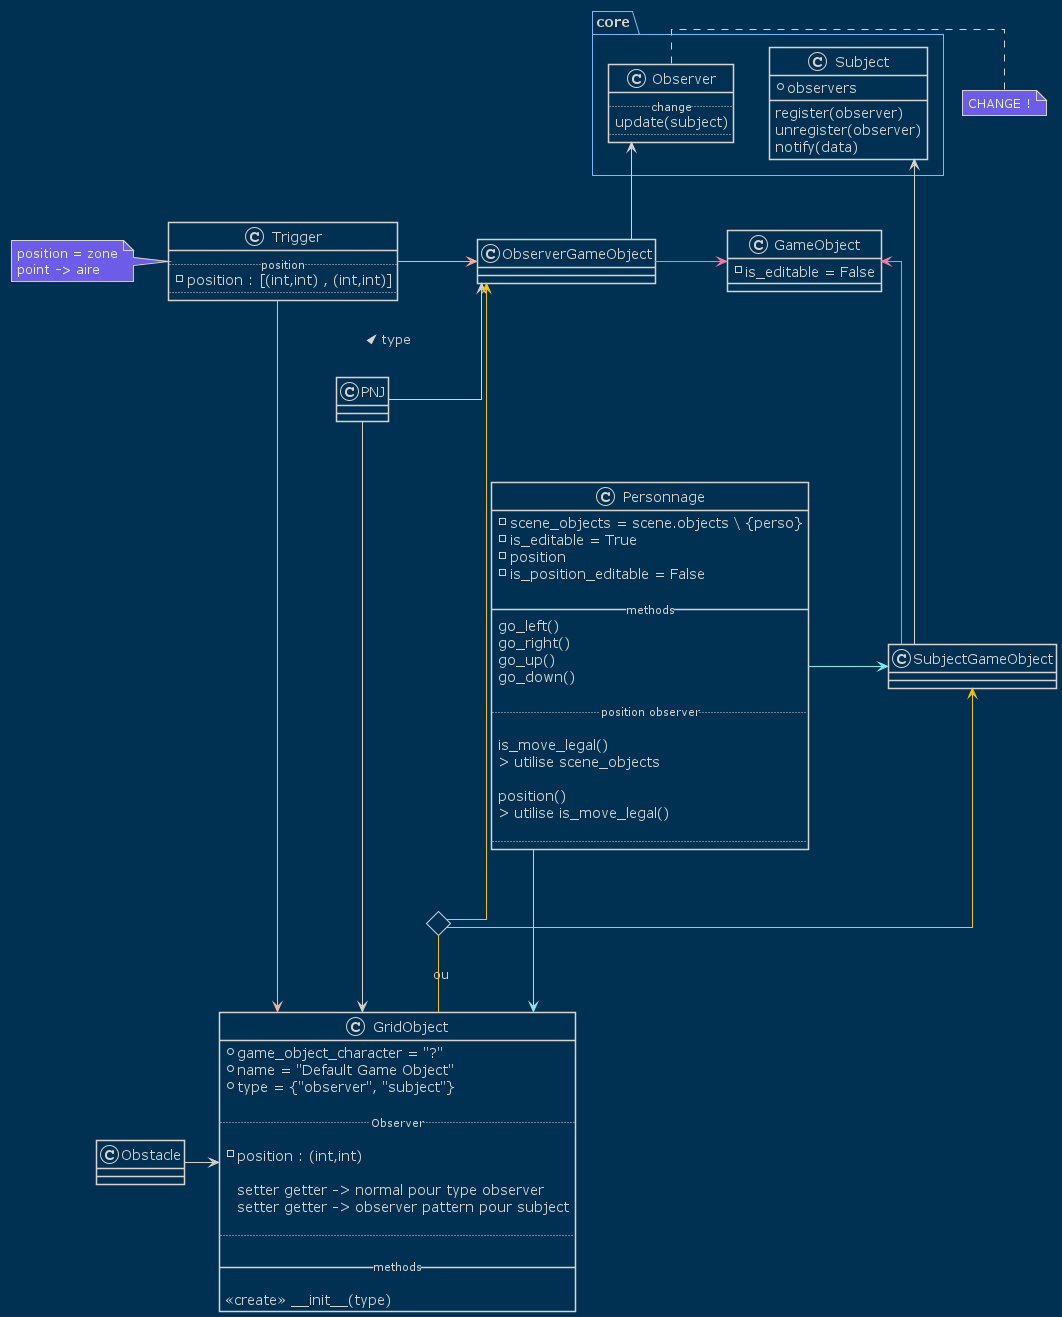 core
C Observer
change
update(subject)
C Subject
observers
register(observer)
unregister(observer)
notify(data)
CHANGE !
position = zone
point -> aire
C Trigger
position
position : [(int,int) , (int,int)]
C ObserverGameObject
C GameObject
is_editable = False
type
C PNJ
C Personnage
scene_objects = scene.objects \ {perso}
is_editable = True
position
is_position_editable = False
methods
go_left()
go_right()
go_up()
go_down()
position observer
is_move_legal()
> utilise scene_objects
position()
> utilise is_move_legal()
C SubjectGameObject
ou
C GridObject
game_object_character = "?"
name = "Default Game Object"
type = {"observer", "subject"}
Observer
position : (int,int)
setter getter -> normal pour type observer
setter getter -> observer pattern pour subject
methods
«create» __init__(type)
C Obstacle